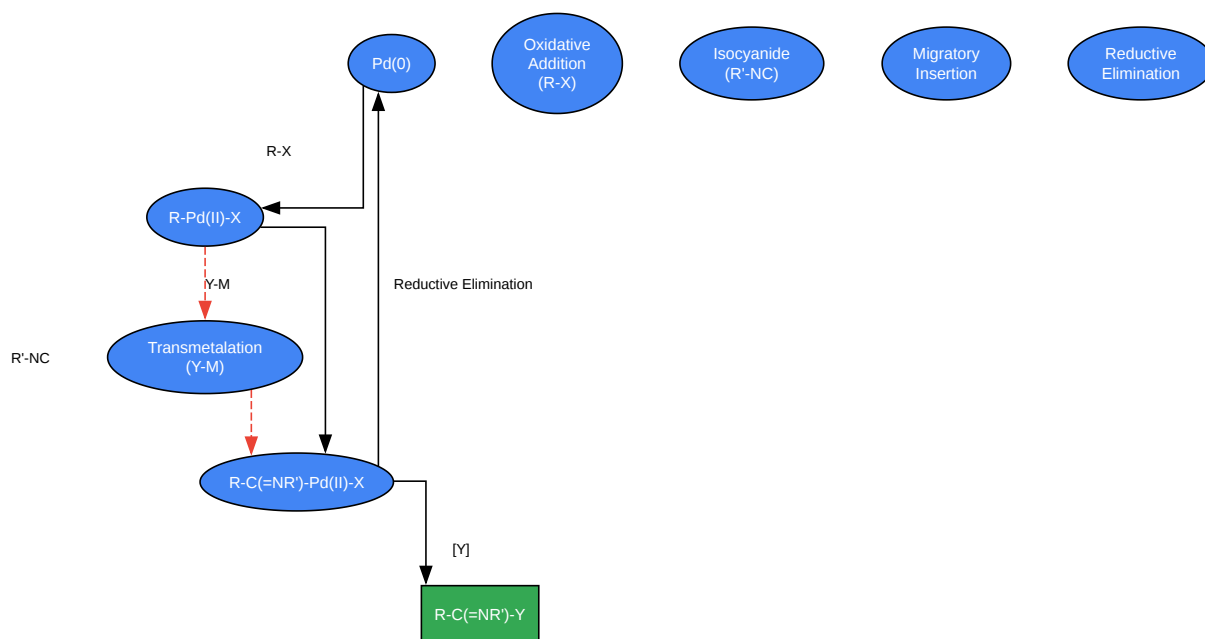 Pd(0)
Oxidative
Addition
(R-X)
Isocyanide
(R'-NC)
Migratory
Insertion
Reductive
Elimination
R-X
R-Pd(II)-X
Y-M
Reductive Elimination
Transmetalation
(Y-M)
R'-NC
R-C(=NR')-Pd(II)-X
[Y]
R-C(=NR')-Y